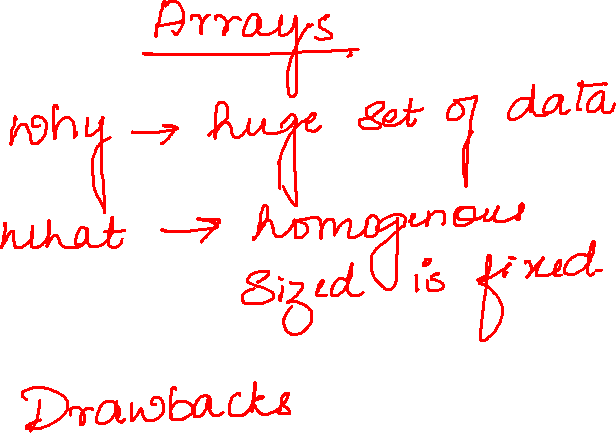 Arrays
Why → huge set of data
What → homogenous
Sized is fixed.
Drawbacks